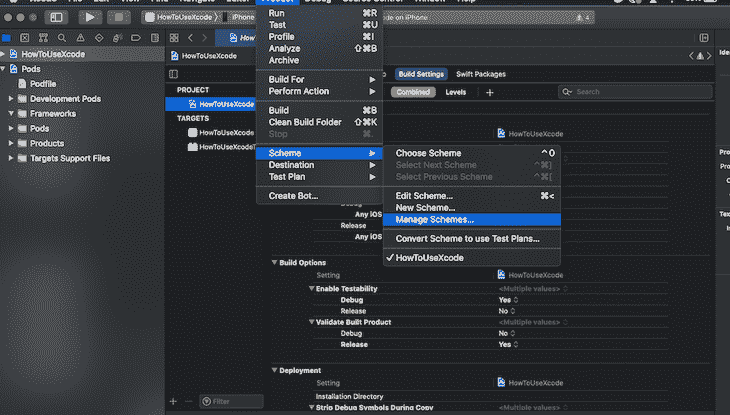 HowToUseXcode
iPhone
Code on iPhone
4
Run ⌘R
Test ⌘U
Profile ⌘I
Analyze ⇧⌘B
Archive
Build For
Perform Action
Build ⌘B
Clean Build Folder ⇧⌘K
Stop ⌘.
Scheme
Destination
Test Plan
Create Bot...
Choose Scheme ^0
Select Next Scheme ^⌘]
Select Previous Scheme ^⌘[
Edit Scheme... ⌘<
New Scheme...
Manage Schemes...
Convert Scheme to use Test Plans...
✓ HowToUseXcode
HowToUseXcode
Pods
Podfile
Development Pods
Frameworks
Pods
Products
Targets Support Files
Filter
HowToUseXcode
PROJECT
HowToUseXcode
TARGETS
HowToUseXcode
HowToUseXcodeT
Build Settings
Swift Packages
Combined
Levels
+
Search
HowToUseXcode
Any iOS
Release
Any iOS
Build Options
Setting HowToUseXcode
Enable Testability <Multiple values>
Debug Yes
Release No
Validate Built Product <Multiple values>
Debug No
Release Yes
Deployment
Setting HowToUseXcode
Installation Directory
Strip Debug Symbols During Copy